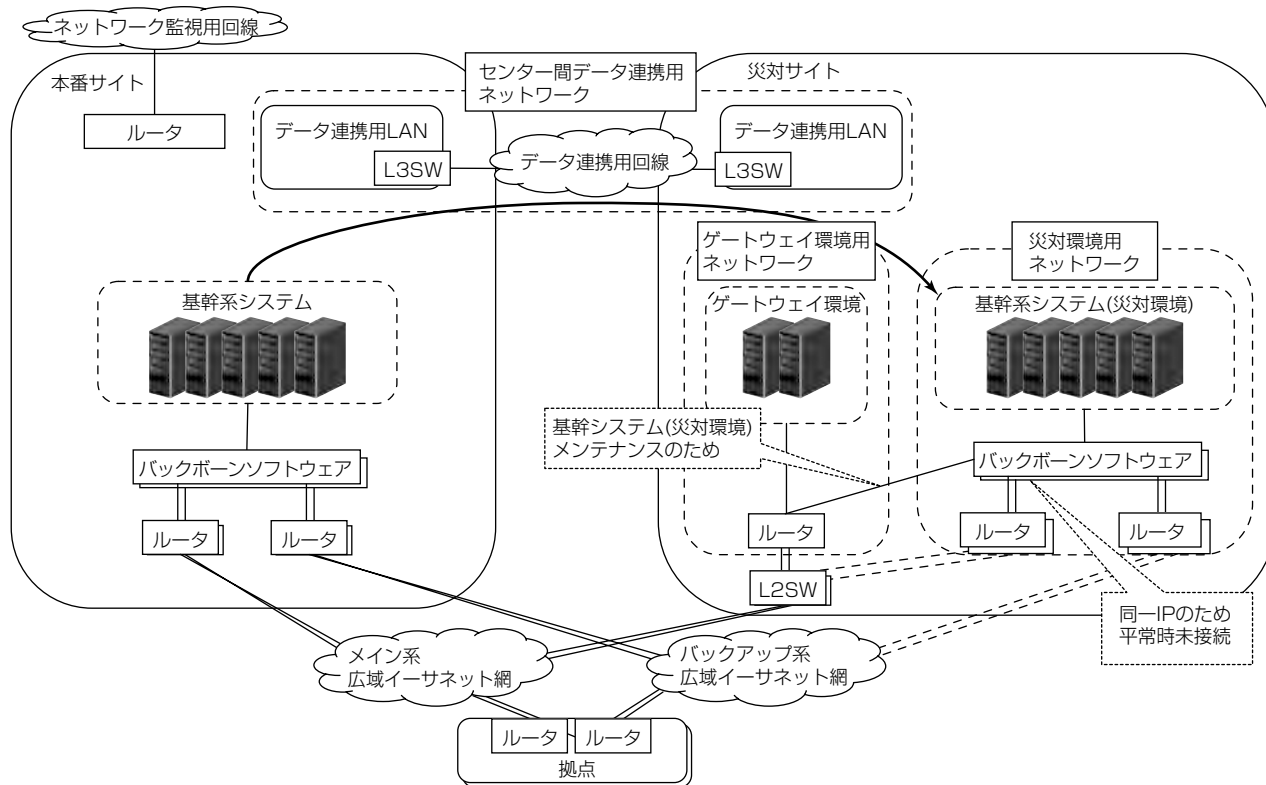 ネットワーク監視用回線
本番サイト
ルータ
センター間データ連携用
ネットワーク
災対サイト
データ連携用LAN
L3SW
データ連携用回線
データ連携用LAN
L3SW
ゲートウェイ環境用
ネットワーク
災対環境用
ネットワーク
基幹系システム
ゲートウェイ環境
基幹系システム(災対環境)
基幹システム(災対環境)
メンテナンスのため
バックボーンソフトウェア
バックボーンソフトウェア
ルータ
ルータ
ルータ
ルータ
ルータ
L2SW
同一IPのため
平常時未接続
メイン系
広域イーサネット網
バックアップ系
広域イーサネット網
ルータ
ルータ
拠点